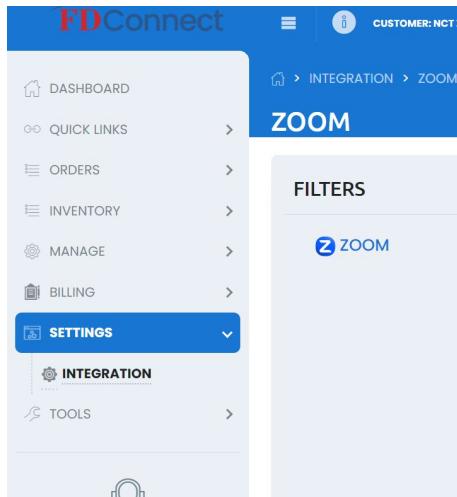 FDConnect
CUSTOMER: NCT
INTEGRATION > ZOOM
ZOOM
DASHBOARD
QUICK LINKS
ORDERS
INVENTORY
MANAGE
BILLING
SETTINGS
INTEGRATION
TOOLS
FILTERS
Z ZOOM